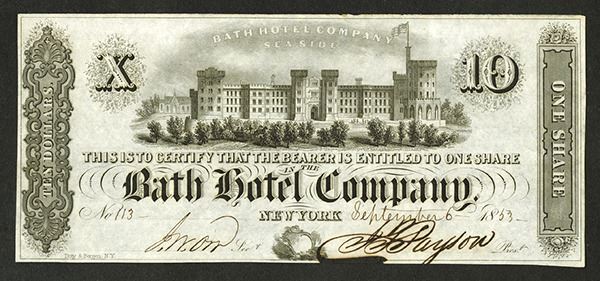 BATH HOTEL COMPANY
SEA SIDE
X
10
TEN DOLLARS.
ONE SHARE
THIS IS TO CERTIFY THAT THE BEARER IS ENTITLED TO ONE SHARE
IN THE
Bath Hotel Company,
NEW YORK September 6 1853
No 113
Sect
Prest